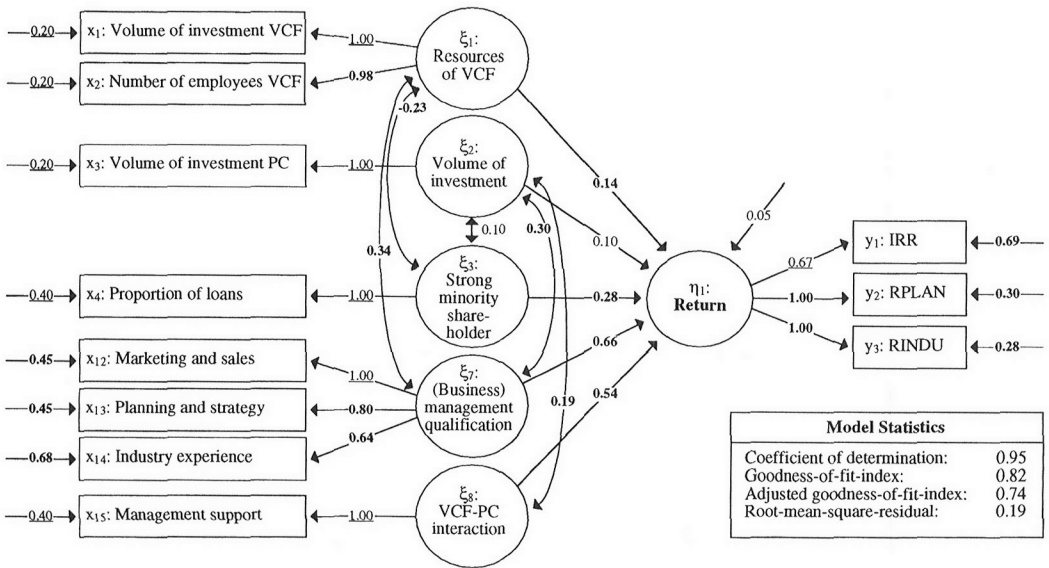 0.20
x1: Volume of investment VCF
1.00
0.20
x2: Number of employees VCF
0.98
ξ1:
Resources
of VCF
-0.23
0.20
x3: Volume of investment PC
1.00
ξ2:
Volume of
investment
0.14
0.10
0.10
0.30
0.34
0.40
x4: Proportion of loans
1.00
ξ3:
Strong
minority
share-
holder
0.28
0.45
x12: Marketing and sales
1.00
0.45
x13: Planning and strategy
0.80
0.68
x14: Industry experience
0.64
ξ7:
(Business)
management
qualification
0.66
0.19
0.54
0.40
x15: Management support
1.00
ξ8:
VCF-PC
interaction
0.05
η1:
Return
0.67
y1: IRR
0.69
1.00
y2: RPLAN
0.30
1.00
y3: RINDU
0.28
Model Statistics
Coefficient of determination: 0.95
Goodness-of-fit-index: 0.82
Adjusted goodness-of-fit-index: 0.74
Root-mean-square-residual: 0.19